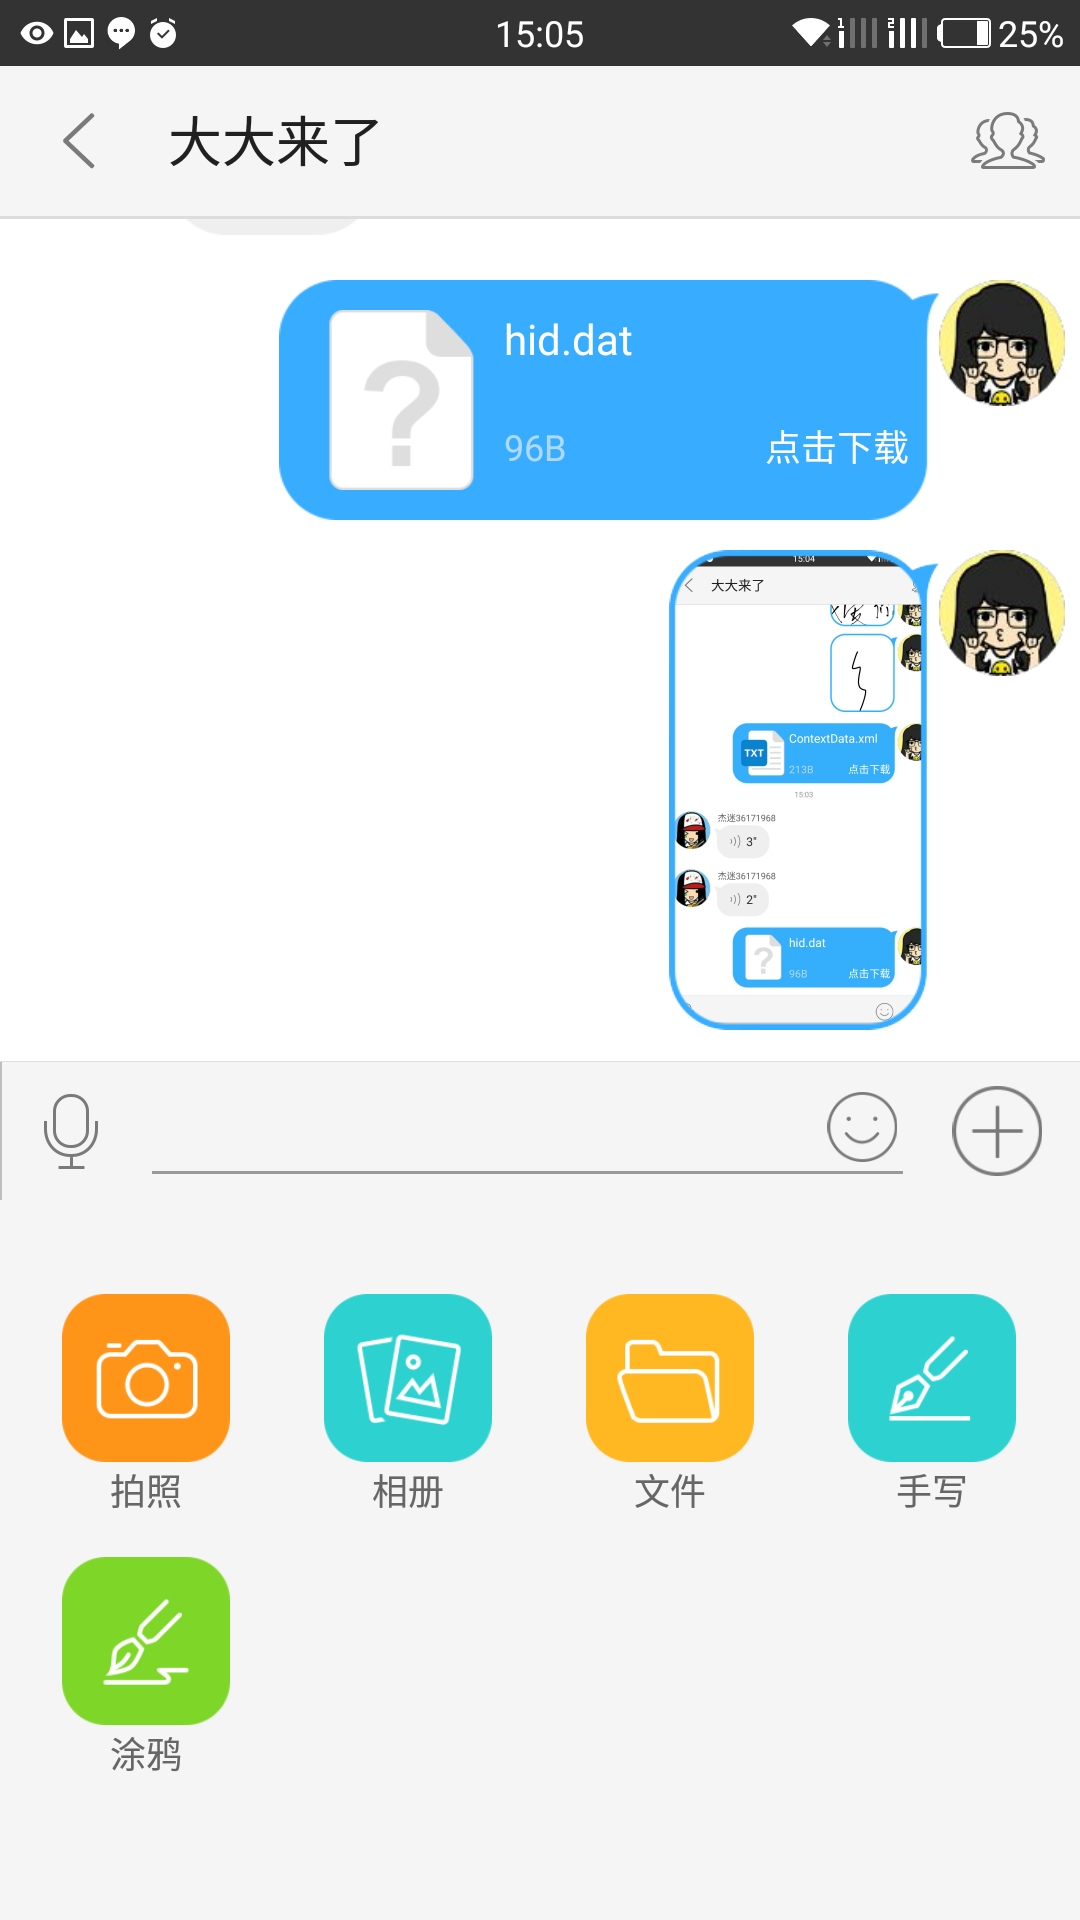 15:05
1
2
25%
大大来了
hid.dat
96B
点击下载
15:04
大大来了
ContextData.xml
TXT
213B
点击下载
15:03
杰迷36171968
3"
杰迷36171968
2"
hid.dat
96B
点击下载
拍照
相册
文件
手写
涂鸦